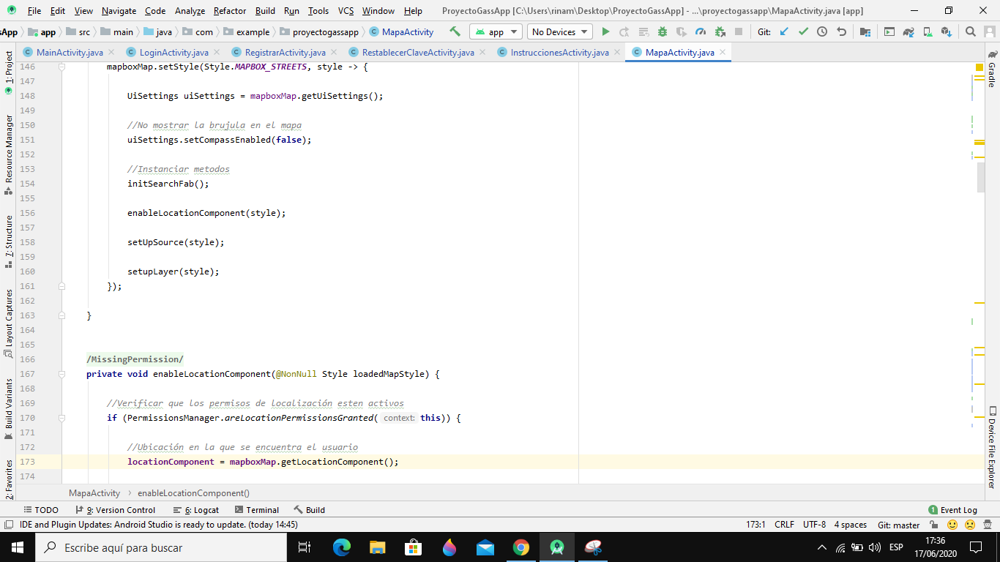 File Edit View Navigate Code Analyze Refactor Build Run Tools VCS Window Help ProyectoGassApp [C:\Users\rinam\Desktop\ProyectoGassApp] - ...\proyectogassapp\MapaActivity.java [app]
sApp app src main java com example proyectogassapp MapaActivity app No Devices Git:
MainActivity.java LoginActivity.java RegistrarActivity.java RestablecerClaveActivity.java InstruccionesActivity.java MapaActivity.java
1: Project
Resource Manager
7: Structure
Layout Captures
Build Variants
2: Favorites
146 mapboxMap.setStyle(Style.MAPBOX_STREETS, style -> {
147
148 UiSettings uiSettings = mapboxMap.getUiSettings();
149
150 //No mostrar la brujula en el mapa
151 uiSettings.setCompassEnabled(false);
152
153 //Instanciar metodos
154 initSearchFab();
155
156 enableLocationComponent(style);
157
158 setUpSource(style);
159
160 setupLayer(style);
161 });
162
163 }
164
165
166 /MissingPermission/
167 private void enableLocationComponent(@NonNull Style loadedMapStyle) {
168
169 //Verificar que los permisos de localización esten activos
170 if (PermissionsManager.areLocationPermissionsGranted( context: this)) {
171
172 //Ubicación en la que se encuentra el usuario
173 locationComponent = mapboxMap.getLocationComponent();
174
Gradle
Device File Explorer
MapaActivity enableLocationComponent()
TODO 9: Version Control 6: Logcat Terminal Build 1 Event Log
IDE and Plugin Updates: Android Studio is ready to update. (today 14:45) 173:1 CRLF UTF-8 4 spaces Git: master
Escribe aquí para buscar ESP 17:36
17/06/2020